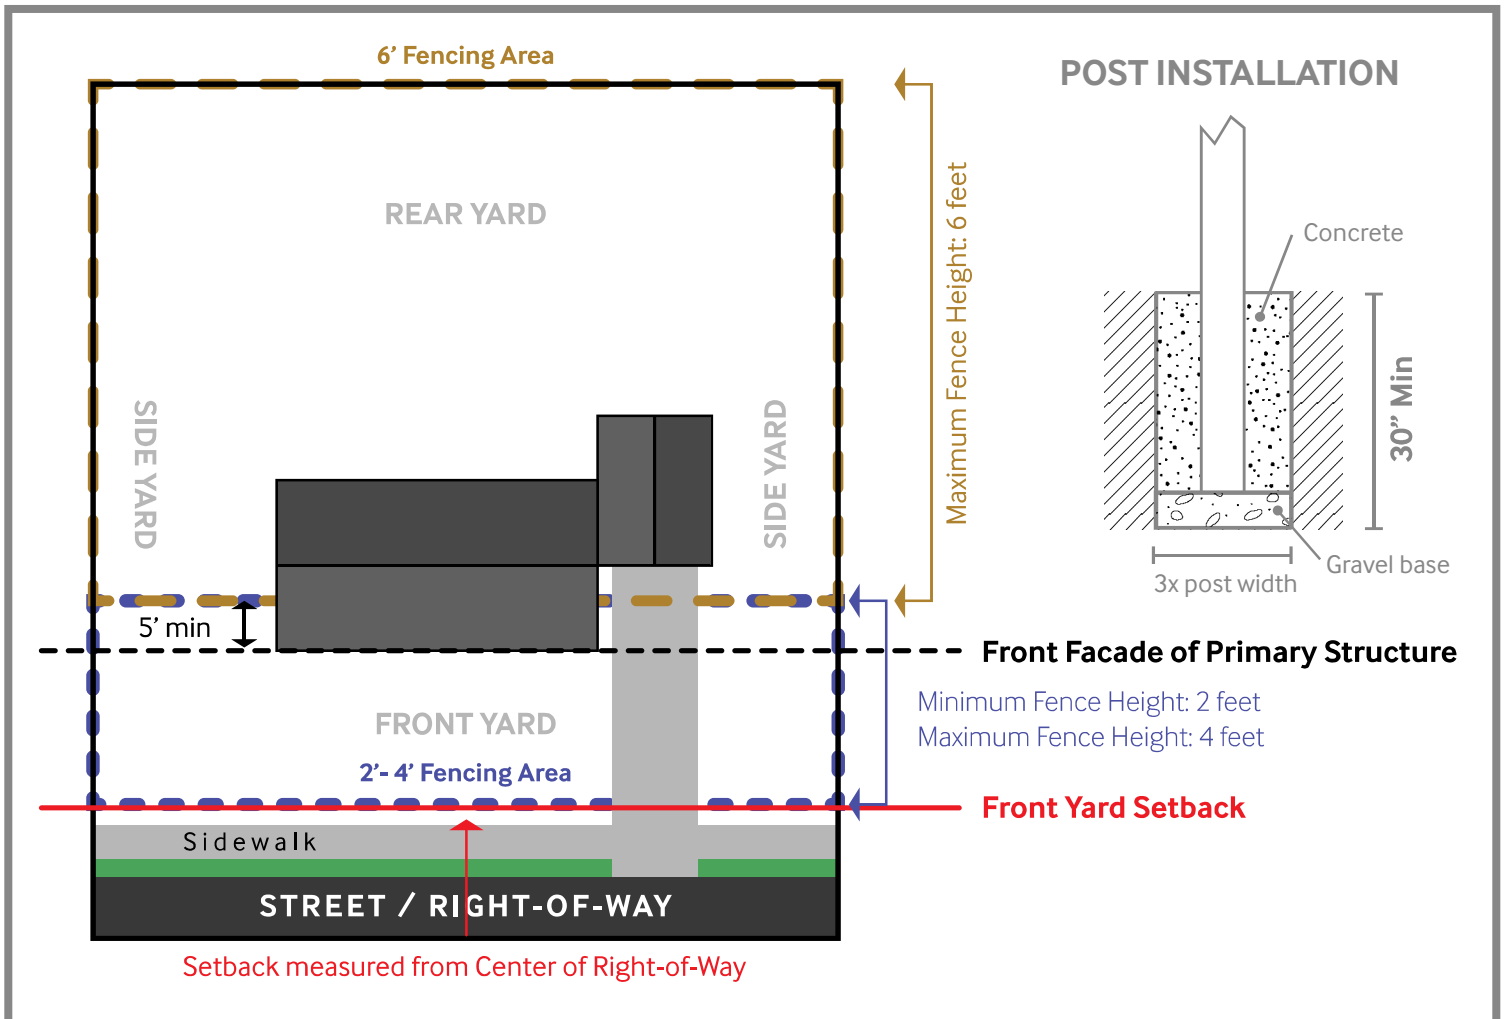 6’ Fencing Area
POST INSTALLATION
REAR YARD
Maximum Fence Height: 6 feet
Concrete
SIDE YARD
SIDE YARD
30” Min
Gravel base
3x post width
5’ min
Front Facade of Primary Structure
Minimum Fence Height: 2 feet
Maximum Fence Height: 4 feet
FRONT YARD
2’- 4’ Fencing Area
Front Yard Setback
Sidewalk
STREET / RIGHT-OF-WAY
Setback measured from Center of Right-of-Way